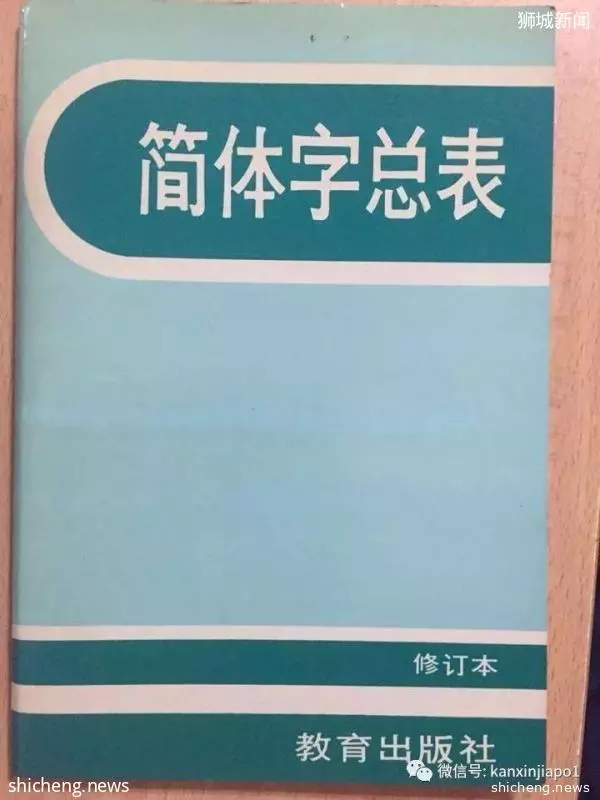 狮城新闻
简体字总表
修订本
教育出版社
微信号: kanxinjiapo1
shicheng.news
shicheng.news